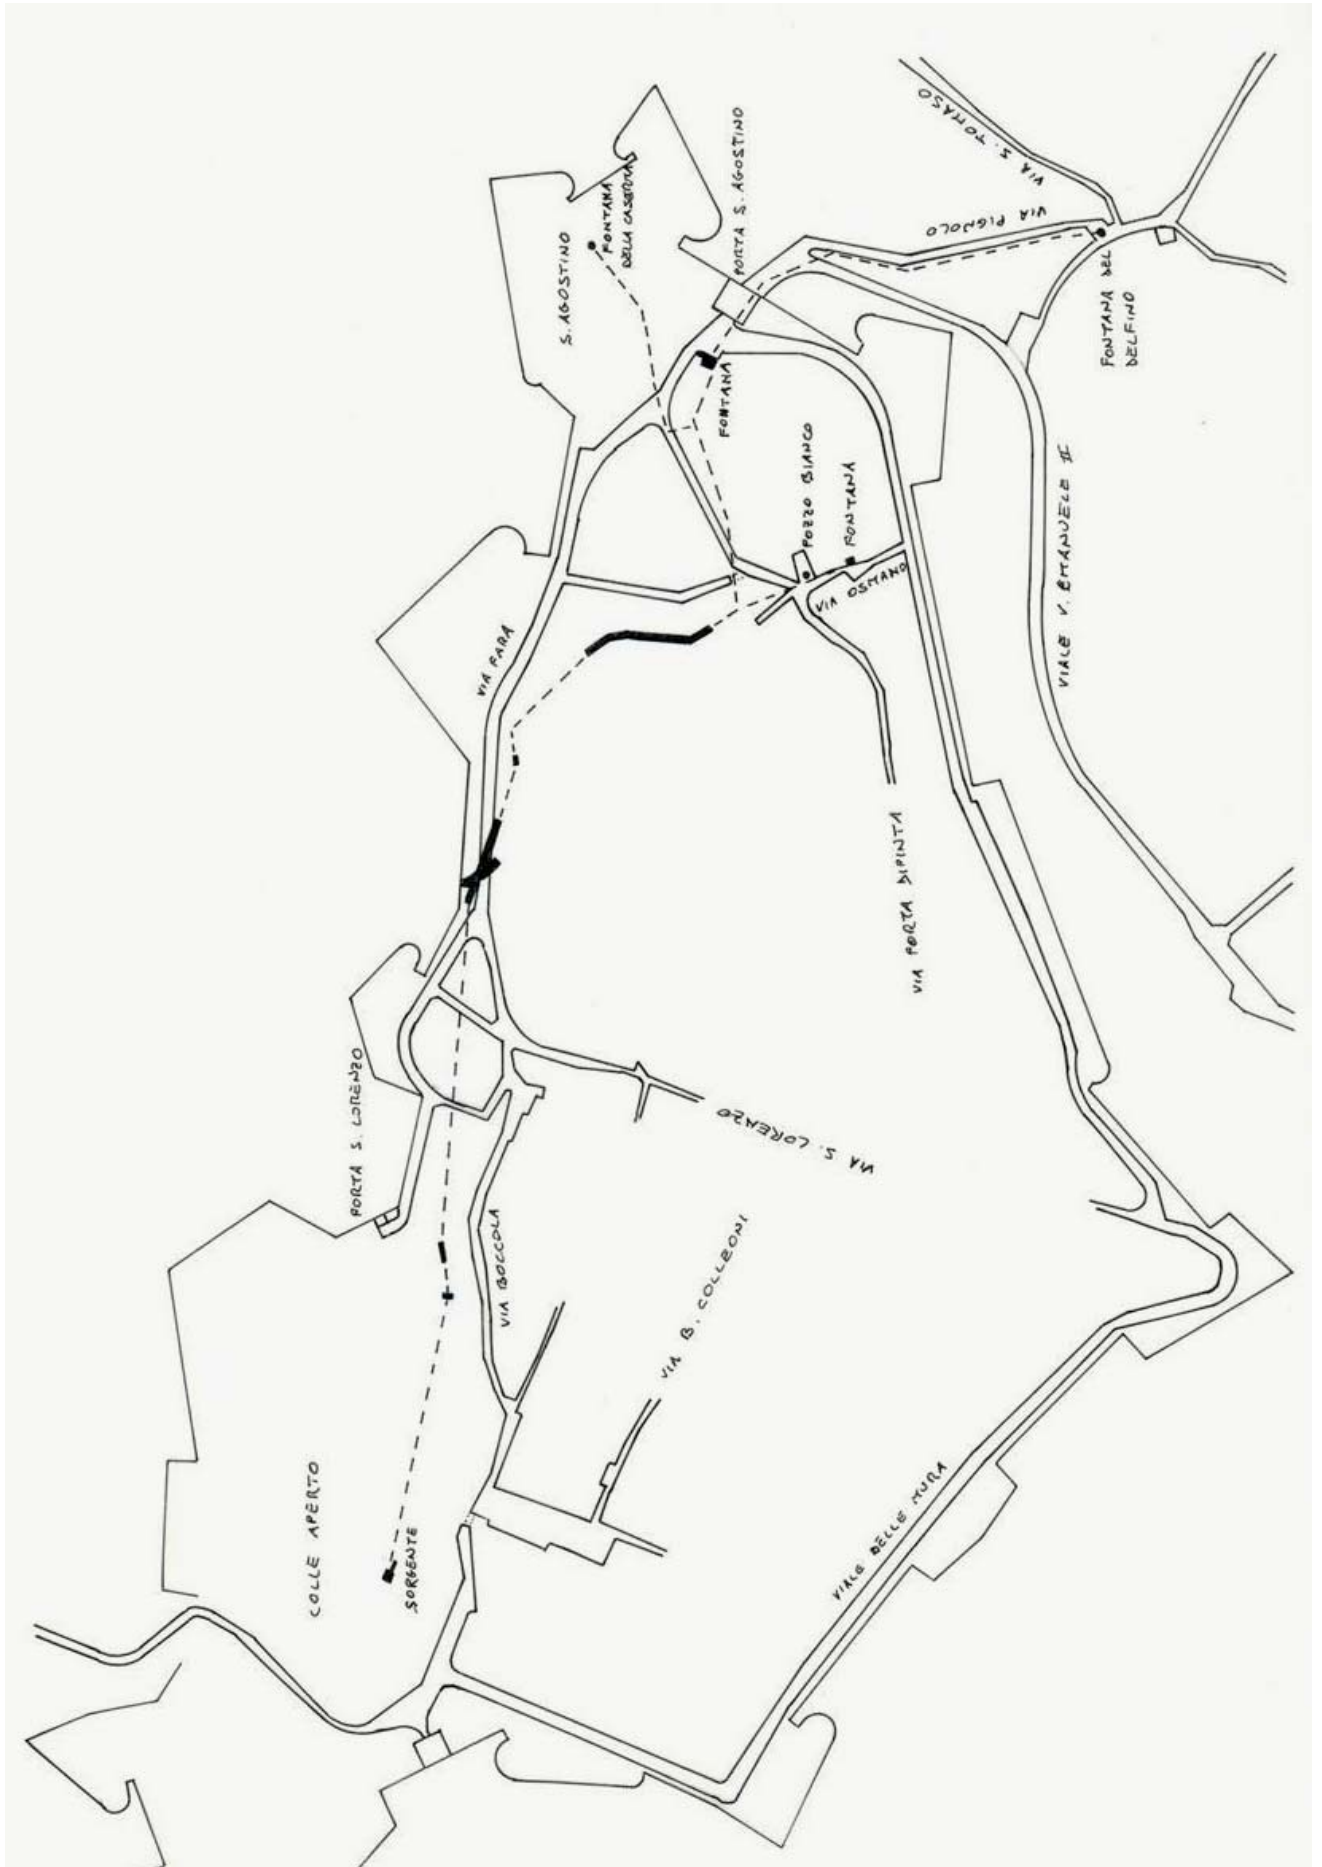 VIA S. TOMASO
VIA PIGNOLO
PORTA S. AGOSTINO
FONTANA
DELLA CASERMA
S. AGOSTINO
FONTANA DEL
DELFINO
FONTANA
POZZO BIANCO
FONTANA
VIA OSMANO
VIALE V. EMANUELE II
VIA FARA
VIA PORTA DIPINTA
PORTA S. LORENZO
VIA S. LORENZO
VIA BOCCOLA
VIA B. COLLEONI
COLLE APERTO
SORGENTE
VIALE DELLE MURA